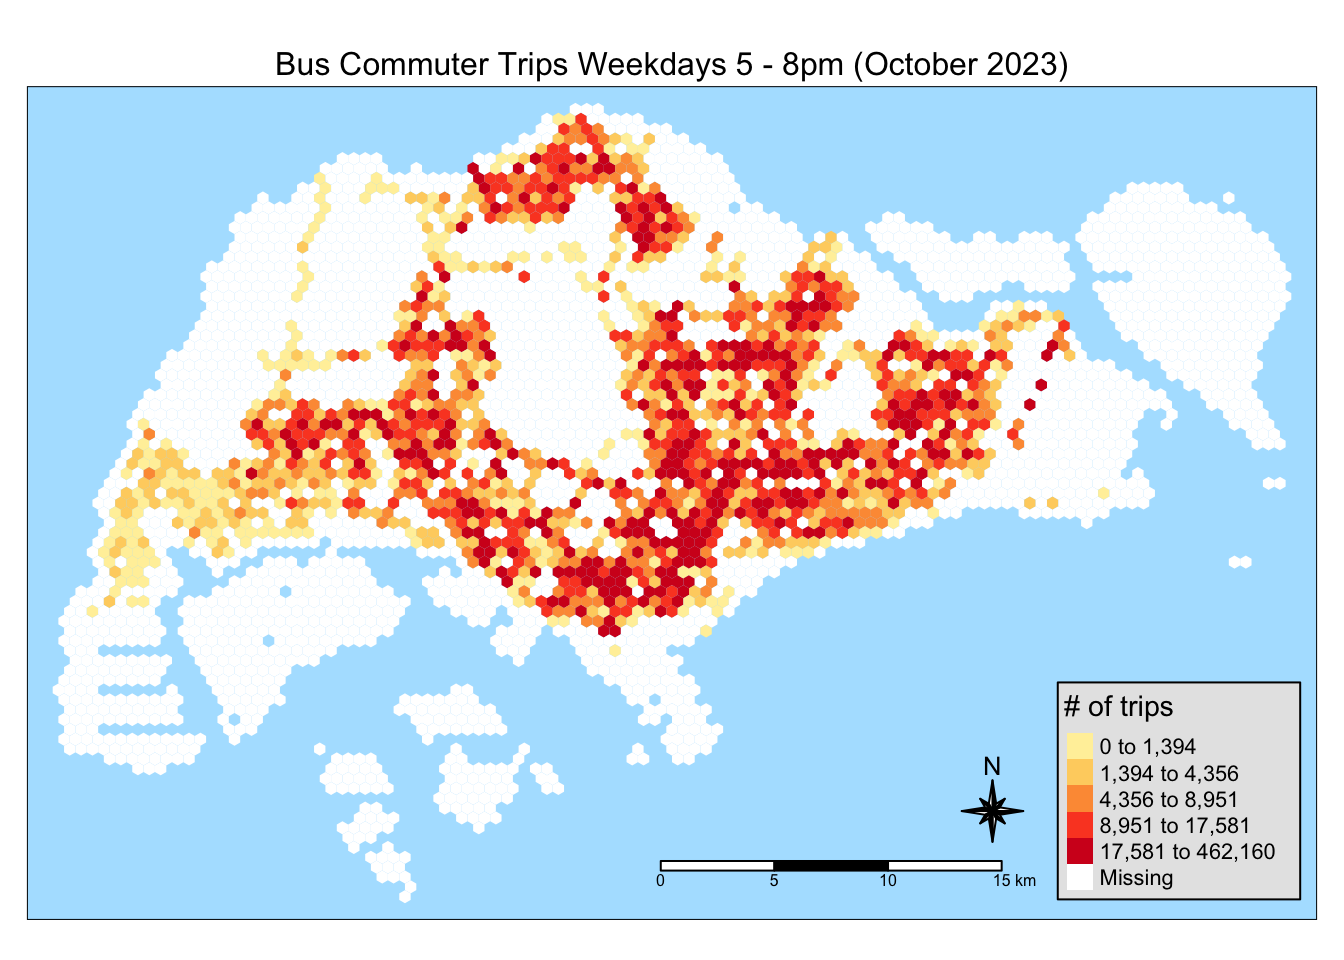 Bus Commuter Trips Weekdays 5 - 8pm (October 2023)
# of trips
0 to 1,394
1,394 to 4,356
4,356 to 8,951
8,951 to 17,581
17,581 to 462,160
Missing
N
0 5 10 15 km